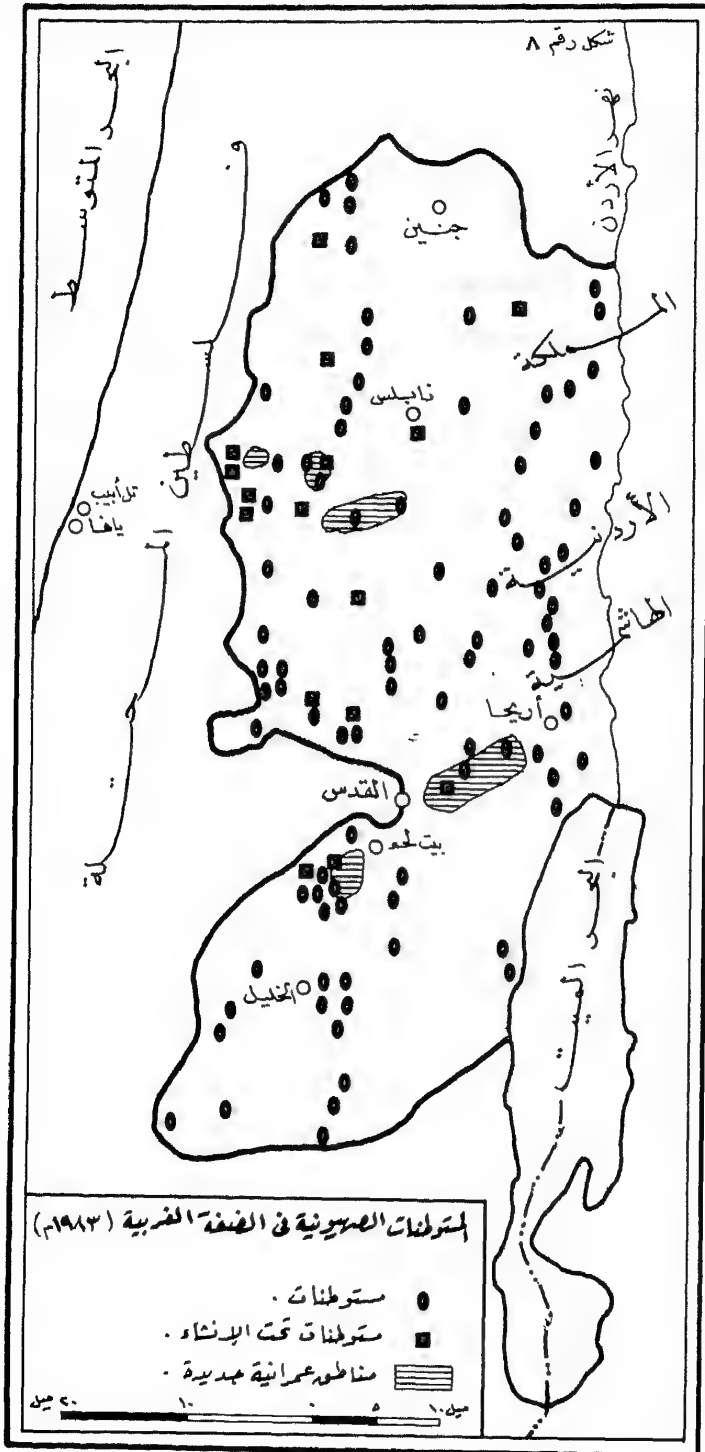 شكل رقم ٨
البحر المتوسط
نهر الأردن
فلسطين المحتلة
جنين
المملكة
نابلس
تل أبيب
يافا
الأردنية
الهاشمية
أريحا
القدس
بيت لحم
البحر الميت
الخليل
المستوطنات الصهيونية في الضفة الغربية (١٩٨٣م)
مستوطنات .
مستوطنات تحت الإنشاء .
مناطق عمرانية جديدة .
ميل ١٠ ٥ ٠ ١٠ ٢٠ ميل